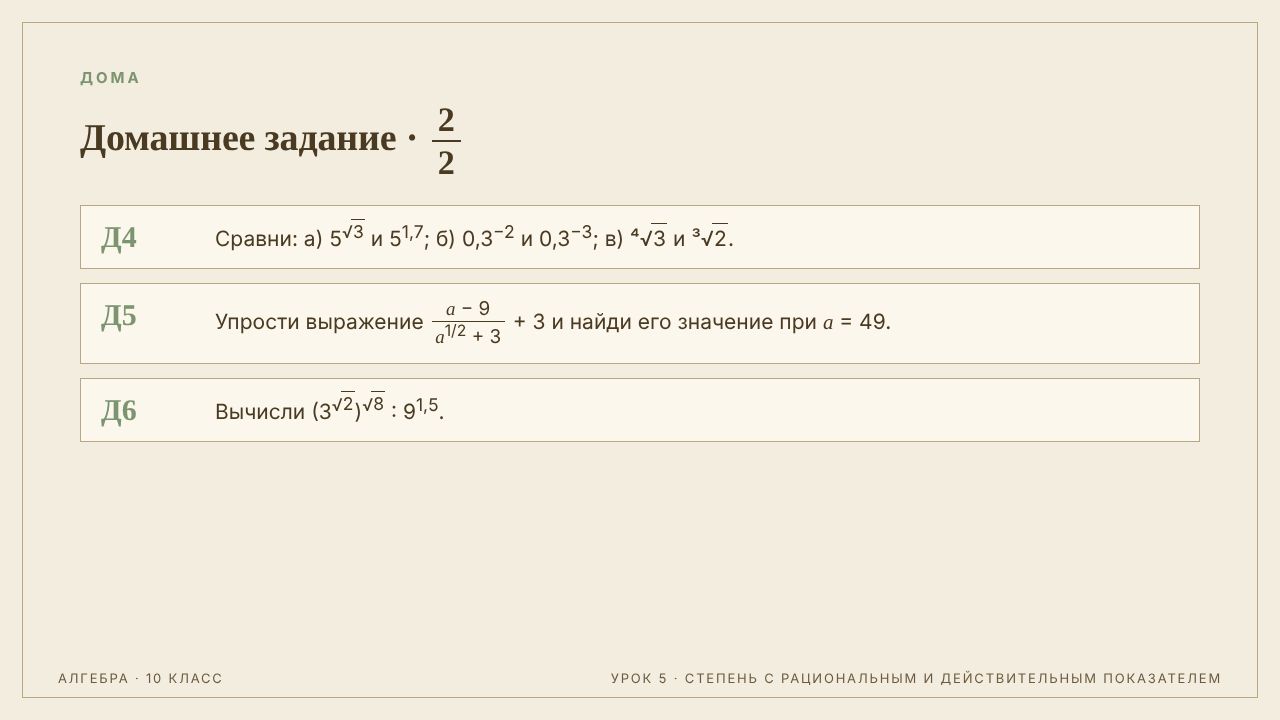 ДОМА
Домашнее задание · 2/2
Д4 Сравни: а) 5^√3 и 5^1,7; б) 0,3^−2 и 0,3^−3; в) ⁴√3 и ³√2.
Д5 Упрости выражение (a − 9)/(a^1/2 + 3) + 3 и найди его значение при a = 49.
Д6 Вычисли (3^√2)^√8 : 9^1,5.
АЛГЕБРА · 10 КЛАСС
УРОК 5 · СТЕПЕНЬ С РАЦИОНАЛЬНЫМ И ДЕЙСТВИТЕЛЬНЫМ ПОКАЗАТЕЛЕМ